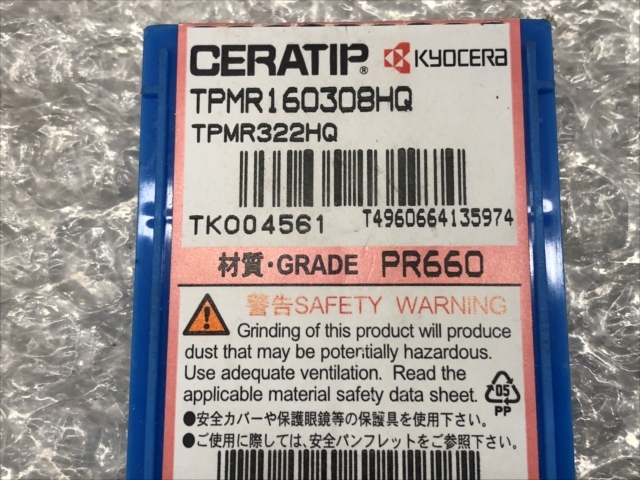 CERATIP® KYOCERA
TPMR160308HQ
TPMR322HQ
TK004561 T4960664135974
材質・GRADE PR660
警告SAFETY WARNING
Grinding of this product will produce
dust that may be potentially hazardous.
Use adequate ventilation. Read the
applicable material safety data sheet.
05
PP
●安全カバーや保護眼鏡等の保護具を使用下さい。
●ご使用に際しては、安全パンフレットをご参照下さい。